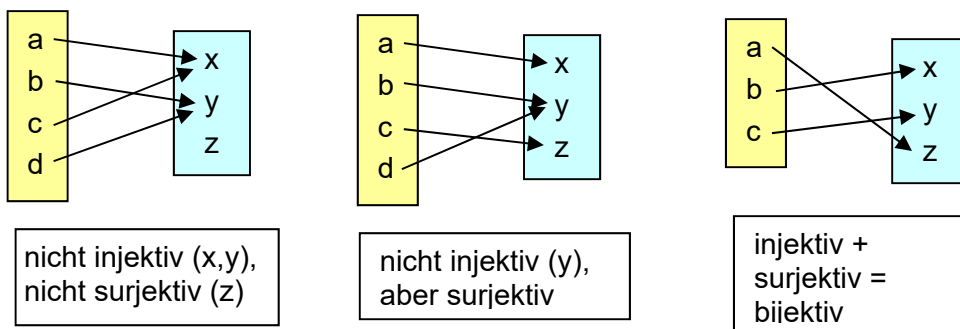 a
b
c
d
x
y
z
nicht injektiv (x,y),
nicht surjektiv (z)
a
b
c
d
x
y
z
nicht injektiv (y),
aber surjektiv
a
b
c
x
y
z
injektiv +
surjektiv =
bijektiv